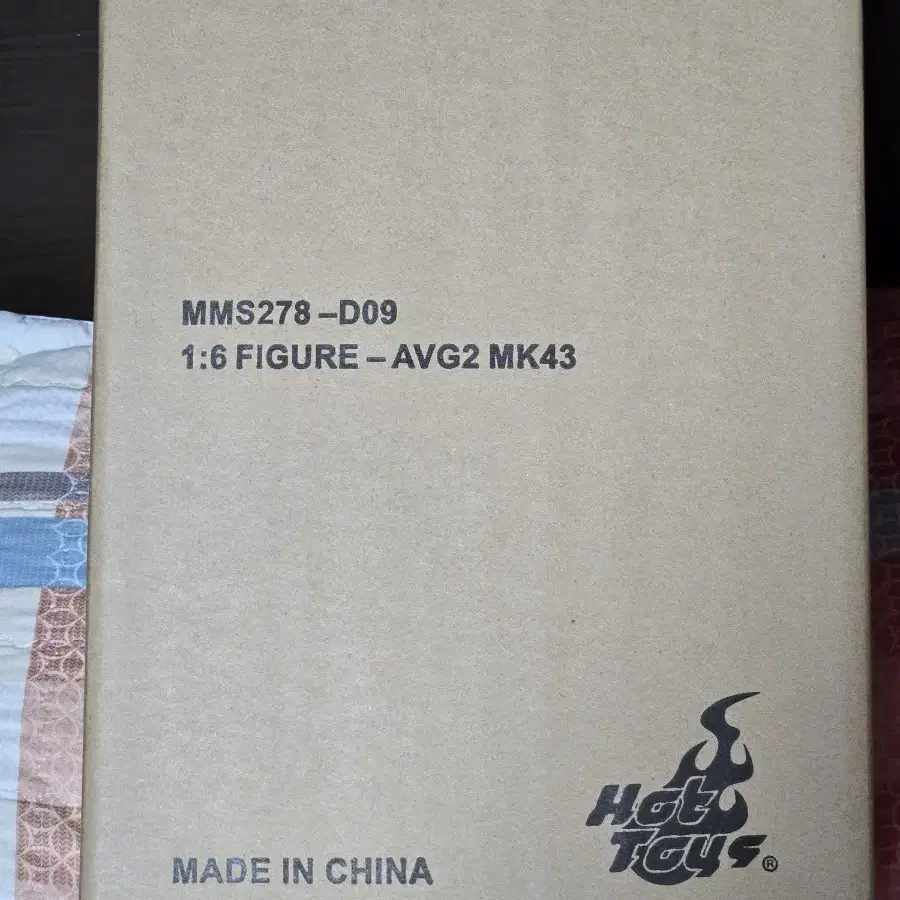 MMS278 –D09
1:6 FIGURE – AVG2 MK43
Hot
Toys®
MADE IN CHINA